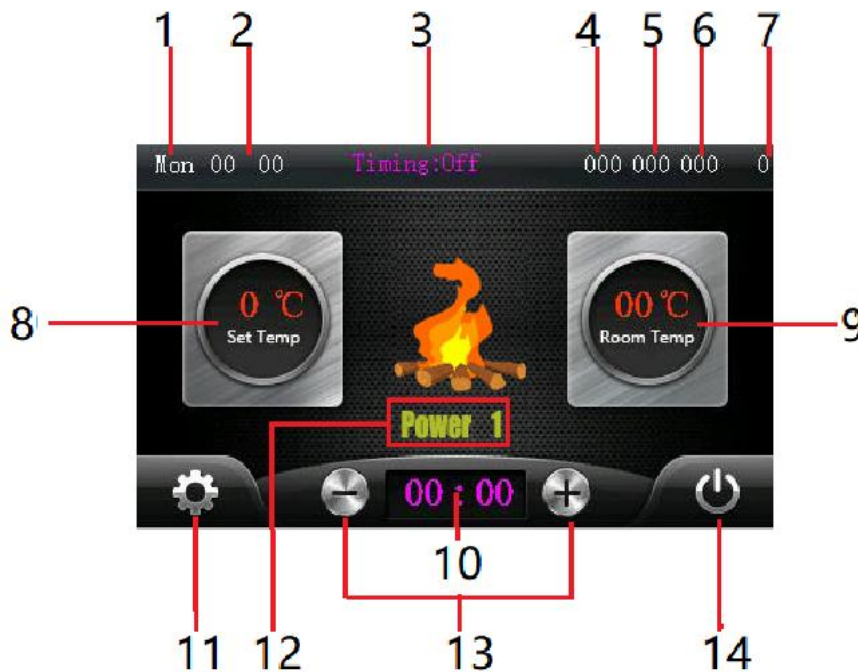 1 2 3 4 5 6 7
Mon 00 00 Timing:Off 000 000 000 0
8 0 ℃ 00 ℃ 9
Set Temp Room Temp
Power 1
00 : 00
10
11 12 13 14